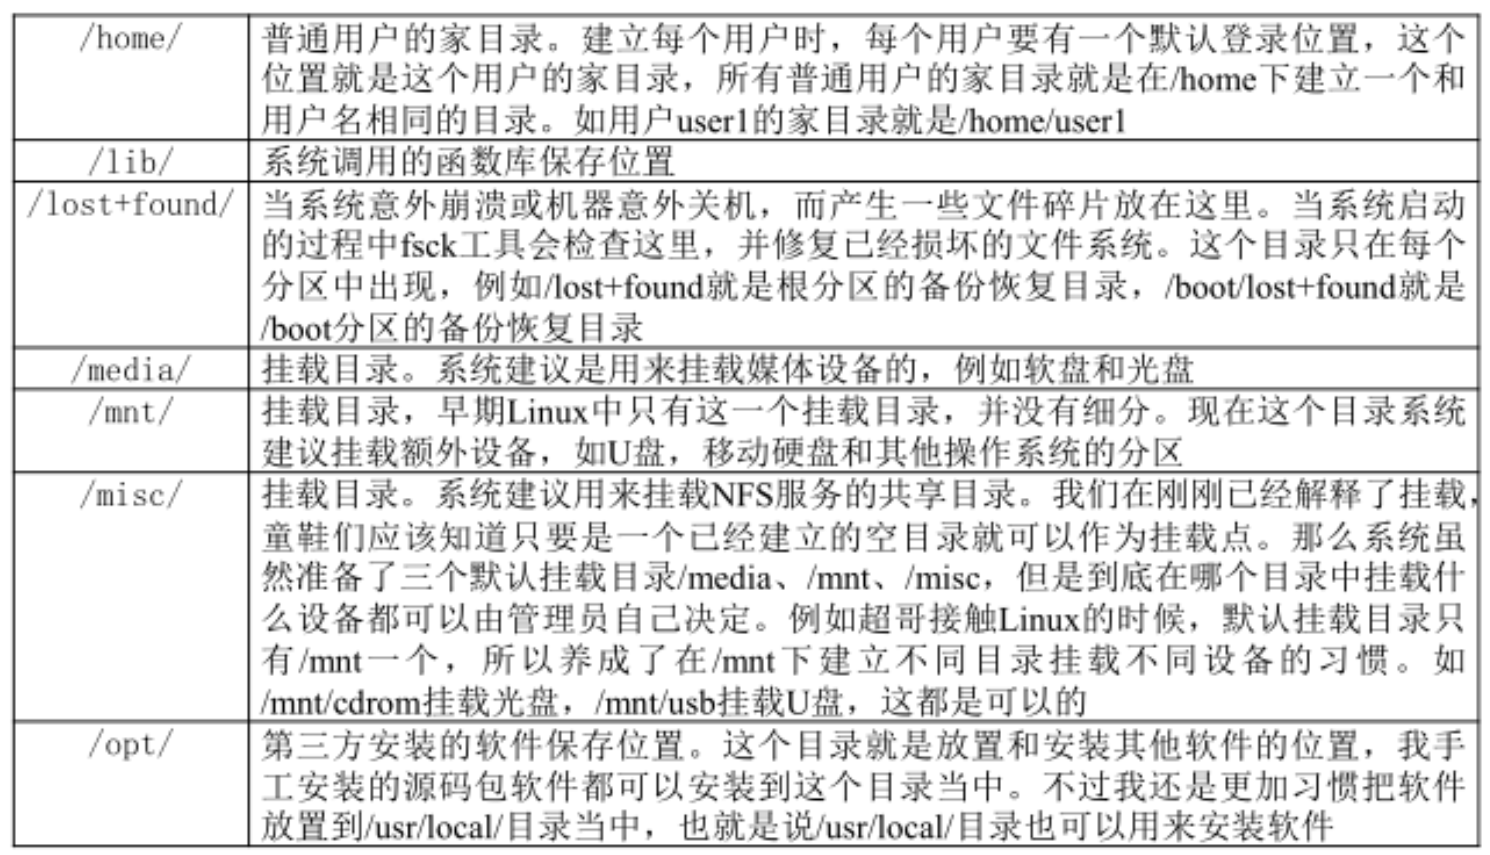 /home/ 普通用户的家目录。建立每个用户时，每个用户要有一个默认登录位置，这个
位置就是这个用户的家目录，所有普通用户的家目录就是在/home下建立一个和
用户名相同的目录。如用户user1的家目录就是/home/user1
/lib/ 系统调用的函数库保存位置
/lost+found/ 当系统意外崩溃或机器意外关机，而产生一些文件碎片放在这里。当系统启动
的过程中fsck工具会检查这里，并修复已经损坏的文件系统。这个目录只在每个
分区中出现，例如/lost+found就是根分区的备份恢复目录，/boot/lost+found就是
/boot分区的备份恢复目录
/media/ 挂载目录。系统建议是用来挂载媒体设备的，例如软盘和光盘
/mnt/ 挂载目录，早期Linux中只有这一个挂载目录，并没有细分。现在这个目录系统
建议挂载额外设备，如U盘，移动硬盘和其他操作系统的分区
/misc/ 挂载目录。系统建议用来挂载NFS服务的共享目录。我们在刚刚已经解释了挂载，
童鞋们应该知道只要是一个已经建立的空目录就可以作为挂载点。那么系统虽
然准备了三个默认挂载目录/media、/mnt、/misc，但是到底在哪个目录中挂载什
么设备都可以由管理员自己决定。例如超哥接触Linux的时候，默认挂载目录只
有/mnt一个，所以养成了在/mnt下建立不同目录挂载不同设备的习惯。如
/mnt/cdrom挂载光盘，/mnt/usb挂载U盘，这都是可以的
/opt/ 第三方安装的软件保存位置。这个目录就是放置和安装其他软件的位置，我手
工安装的源码包软件都可以安装到这个目录当中。不过我还是更加习惯把软件
放置到/usr/local/目录当中，也就是说/usr/local/目录也可以用来安装软件